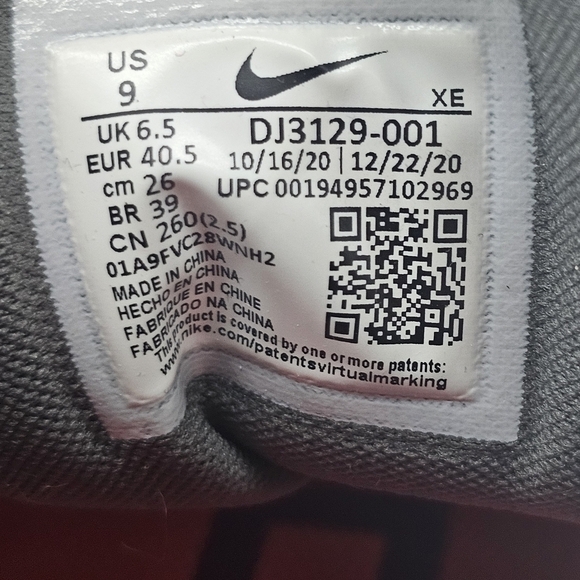 US
9
XE
UK 6.5
EUR 40.5
cm 26
BR 39
CN 260(2.5)
01A9FVC28WNH2
MADE IN CHINA
HECHO EN CHINA
FABRIQUE EN CHINE
FABRICADO NA CHINA
DJ3129-001
10/16/20 | 12/22/20
UPC 00194957102969
This product is covered by one or more patents:
www.nike.com/patentsvirtualmarking